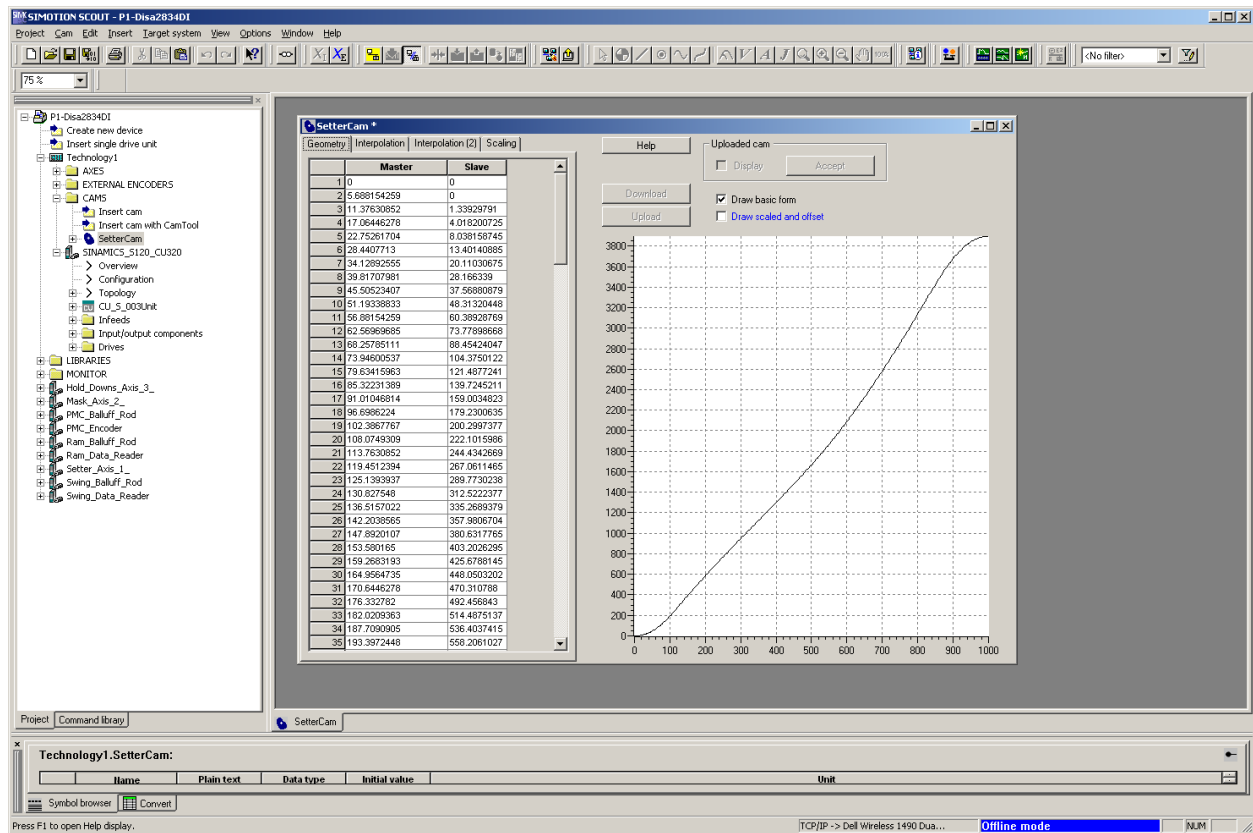 SIMOTION SCOUT - P1-Disa2834DI
Project Cam Edit Insert Target system View Options Window Help
<No filter>
75 %
P1-Disa2834DI
Create new device
Insert single drive unit
Technology1
AXES
EXTERNAL ENCODERS
CAMS
Insert cam
Insert cam with CamTool
SetterCam
SINAMICS_S120_CU320
Overview
Configuration
Topology
CU_S_003Unit
Infeeds
Input/output components
Drives
LIBRARIES
MONITOR
Hold_Downs_Axis_3_
Mask_Axis_2_
PMC_Balluff_Rod
PMC_Encoder
Ram_Balluff_Rod
Ram_Data_Reader
Setter_Axis_1_
Swing_Balluff_Rod
Swing_Data_Reader
Project Command library
SetterCam *
Geometry Interpolation Interpolation (2) Scaling
Master Slave
1 0 0
2 5.688154259 0
3 11.37630852 1.33929791
4 17.06446278 4.018200725
5 22.75261704 8.038158745
6 28.4407713 13.40140885
7 34.12892555 20.11030675
8 39.81707981 28.166339
9 45.50523407 37.56880879
10 51.19338833 48.31320448
11 56.88154259 60.38928769
12 62.56969685 73.77898668
13 68.25785111 88.45424047
14 73.94600537 104.3750122
15 79.63415963 121.4877241
16 85.32231389 139.7245211
17 91.01046814 159.0034823
18 96.6986224 179.2300635
19 102.3867767 200.2997377
20 108.0749309 222.1015986
21 113.7630852 244.4342669
22 119.4512394 267.0611465
23 125.1393937 289.7730238
24 130.827548 312.5222377
25 136.5157022 335.2689379
26 142.2038565 357.9806704
27 147.8920107 380.6317765
28 153.580165 403.2026295
29 159.2683193 425.6788145
30 164.9564735 448.0503202
31 170.6446278 470.310788
32 176.332782 492.456843
33 182.0209363 514.4875137
34 187.7090905 536.4037415
35 193.3972448 558.2061027
Help
Download
Upload
Uploaded cam
Display Accept
Draw basic form
Draw scaled and offset
3800
3600
3400
3200
3000
2800
2600
2400
2200
2000
1800
1600
1400
1200
1000
800
600
400
200
0
0 100 200 300 400 500 600 700 800 900 1000
SetterCam
Technology1.SetterCam:
Name Plain text Data type Initial value Unit
Symbol browser Convert
Press F1 to open Help display.
TCP/IP -> Dell Wireless 1490 Dua... Offline mode NUM